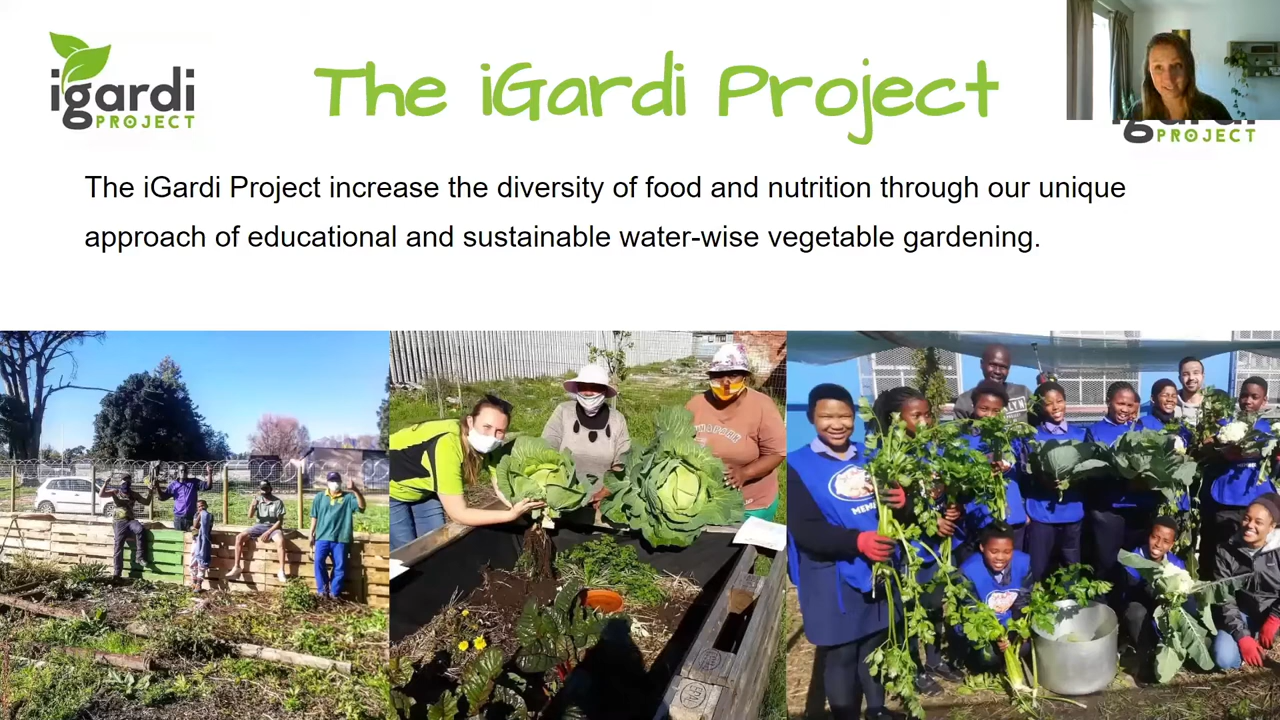 igardi
PROJECT
The iGardi Project
PROJECT
The iGardi Project increase the diversity of food and nutrition through our unique
approach of educational and sustainable water-wise vegetable gardening.